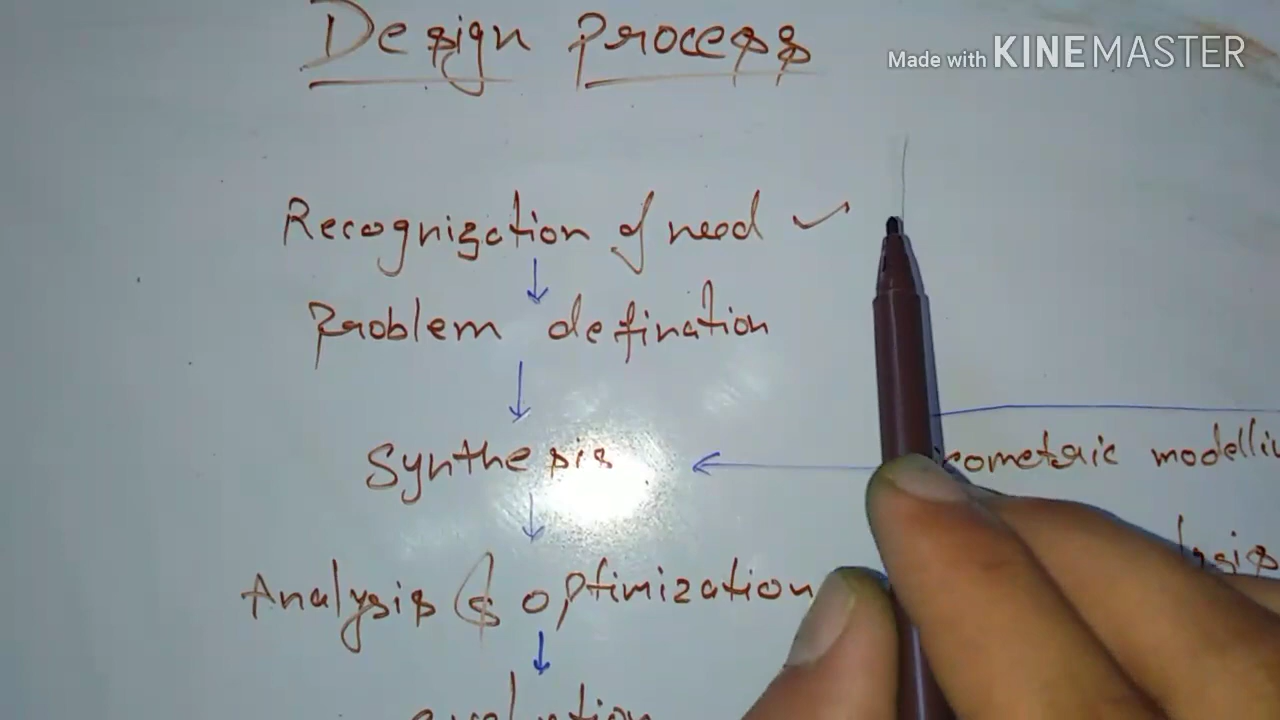 Design process
Made with KINEMASTER
Recognization of need
Problem defination
Synthesis
Analysis & optimization